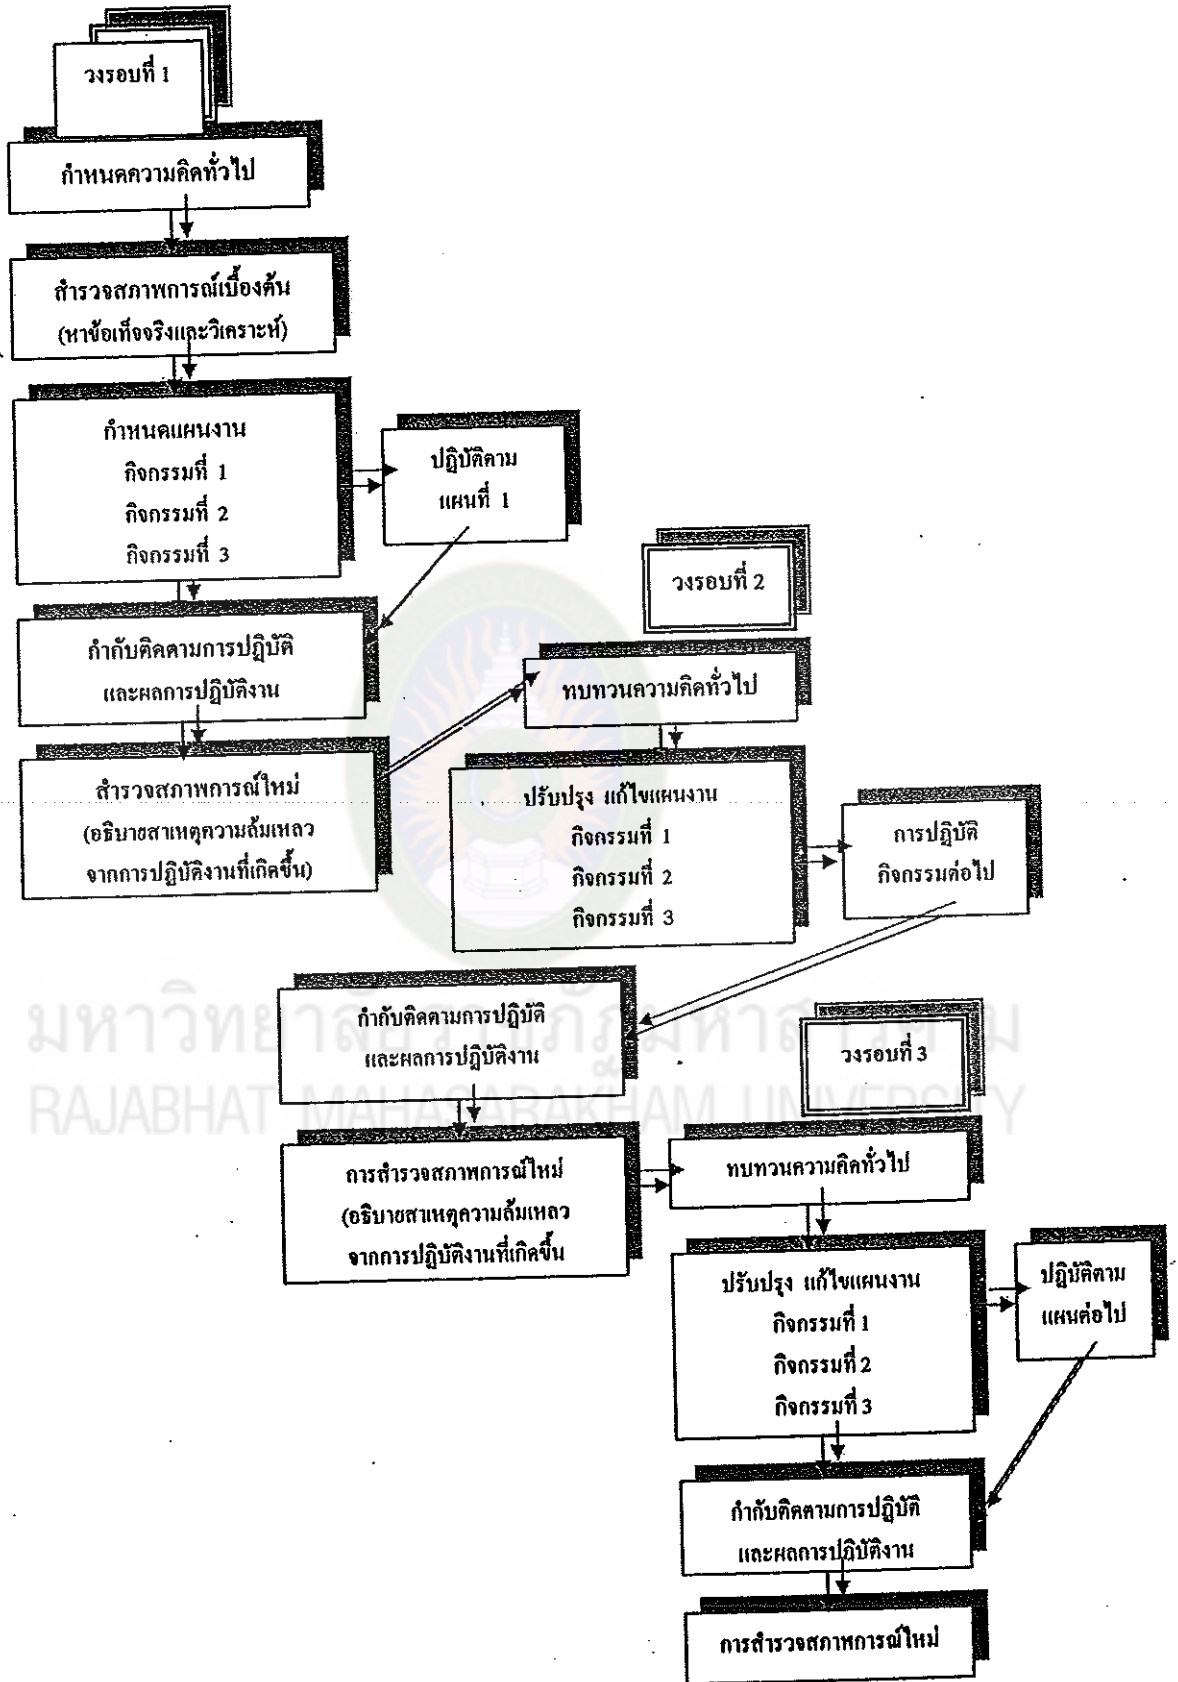 วงรอบที่ 1
กำหนดความคิดทั่วไป
สำรวจสภาพการณ์เบื้องต้น
(หาข้อเท็จจริงและวิเคราะห์)
กำหนดแผนงาน
กิจกรรมที่ 1
กิจกรรมที่ 2
กิจกรรมที่ 3
ปฏิบัติตาม
แผนที่ 1
กำกับติดตามการปฏิบัติ
และผลการปฏิบัติงาน
สำรวจสภาพการณ์ใหม่
(อธิบายสาเหตุความล้มเหลว
จากการปฏิบัติงานที่เกิดขึ้น)
วงรอบที่ 2
ทบทวนความคิดทั่วไป
ปรับปรุง แก้ไขแผนงาน
กิจกรรมที่ 1
กิจกรรมที่ 2
กิจกรรมที่ 3
การปฏิบัติ
กิจกรรมต่อไป
กำกับติดตามการปฏิบัติ
และผลการปฏิบัติงาน
การสำรวจสภาพการณ์ใหม่
(อธิบายสาเหตุความล้มเหลว
จากการปฏิบัติงานที่เกิดขึ้น
วงรอบที่ 3
ทบทวนความคิดทั่วไป
ปรับปรุง แก้ไขแผนงาน
กิจกรรมที่ 1
กิจกรรมที่ 2
กิจกรรมที่ 3
ปฏิบัติตาม
แผนต่อไป
กำกับติดตามการปฏิบัติ
และผลการปฏิบัติงาน
การสำรวจสภาพการณ์ใหม่
มหาวิทยาลัยราชภัฏมหาสารคาม
RAJABHAT MAHASARAKHAM UNIVERSITY